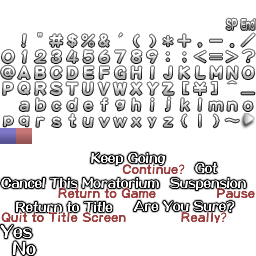 SP End
! " # $ % & ' ( ) * + , - . /
0 1 2 3 4 5 6 7 8 9 : ; < = > ?
@ A B C D E F G H I J K L M N O
P Q R S T U V W X Y Z [ ¥ ] ^ _
a b c d e f g h i j k l m n o
p q r s t u v w x y z ( | ) ~
Keep Going
Continue? Got
Cancel This Moratorium Suspension
Return to Game Pause
Return to Title Are You Sure?
Quit to Title Screen Really?
Yes
No